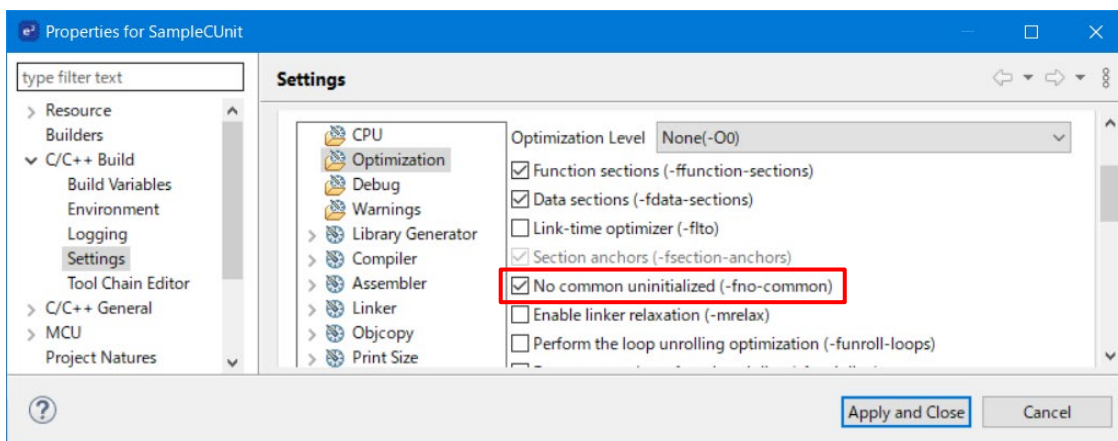 e² Properties for SampleCUnit
type filter text
Settings
Resource
Builders
C/C++ Build
Build Variables
Environment
Logging
Settings
Tool Chain Editor
C/C++ General
MCU
Project Natures
CPU
Optimization
Debug
Warnings
Library Generator
Compiler
Assembler
Linker
Objcopy
Print Size
Optimization Level None(-O0)
Function sections (-ffunction-sections)
Data sections (-fdata-sections)
Link-time optimizer (-flto)
Section anchors (-fsection-anchors)
No common uninitialized (-fno-common)
Enable linker relaxation (-mrelax)
Perform the loop unrolling optimization (-funroll-loops)
?
Apply and Close
Cancel